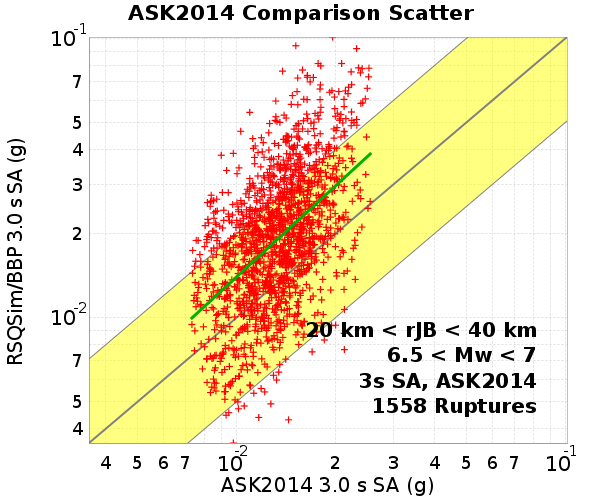 ASK2014 Comparison Scatter
10-1
7
5
4
3
2
10-2
7
5
4
RSQSim/BBP 3.0 s SA (g)
20 km < rJB < 40 km
6.5 < Mw < 7
3s SA, ASK2014
1558 Ruptures
4 5 6 7 10-2 2 3 4 5 6 7 10-1
ASK2014 3.0 s SA (g)